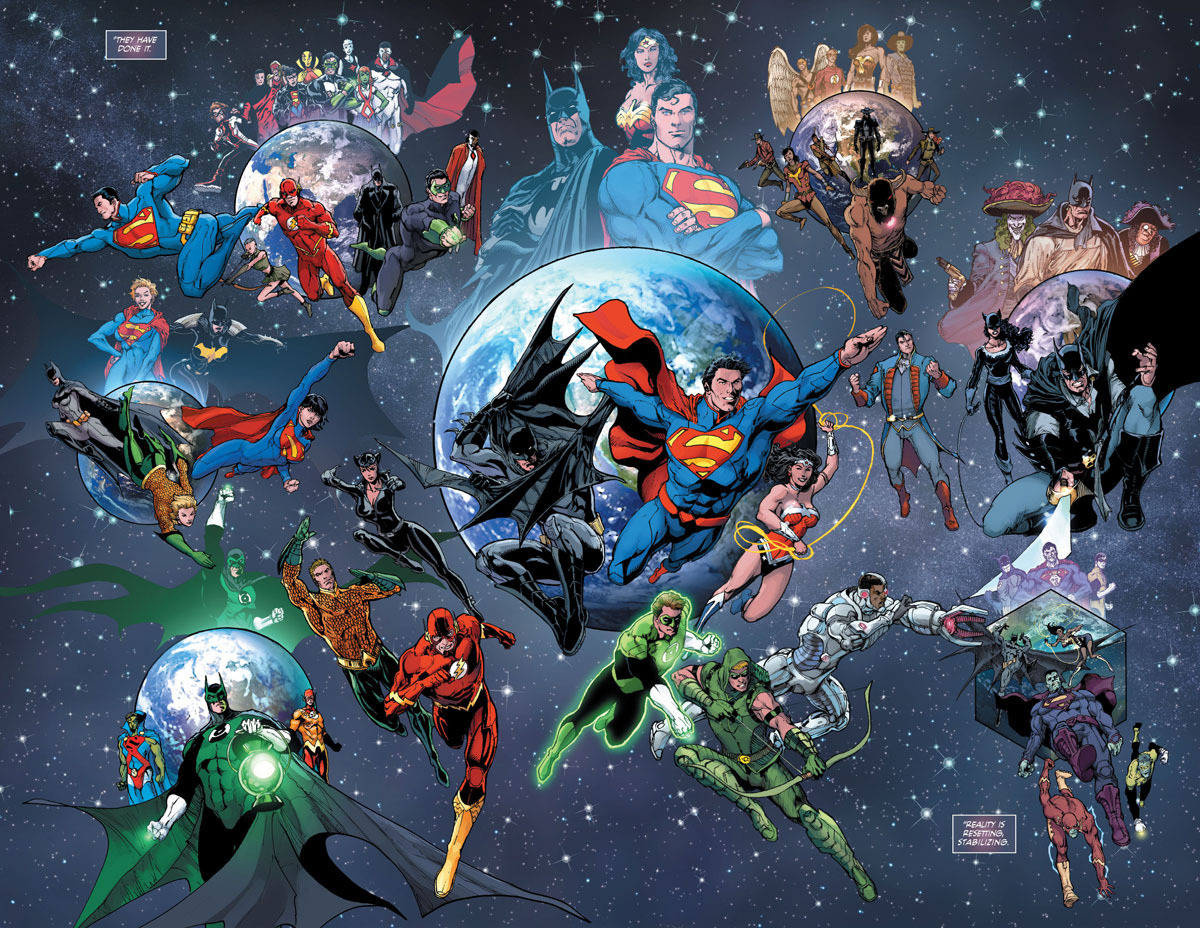 "THEY HAVE
DONE IT.
"REALITY IS
RESETTING,
STABILIZING.